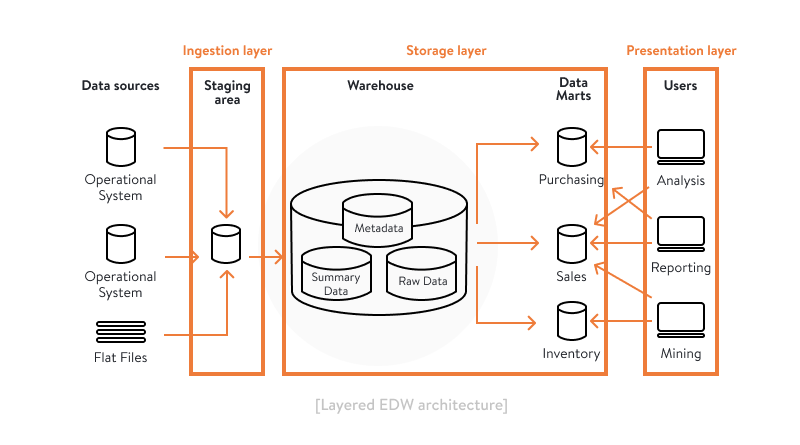 Ingestion layer
Storage layer
Presentation layer
Data sources
Staging
area
Warehouse
Data
Marts
Users
Operational
System
Operational
System
Flat Files
Metadata
Summary
Data
Raw Data
Purchasing
Sales
Inventory
Analysis
Reporting
Mining
[Layered EDW architecture]